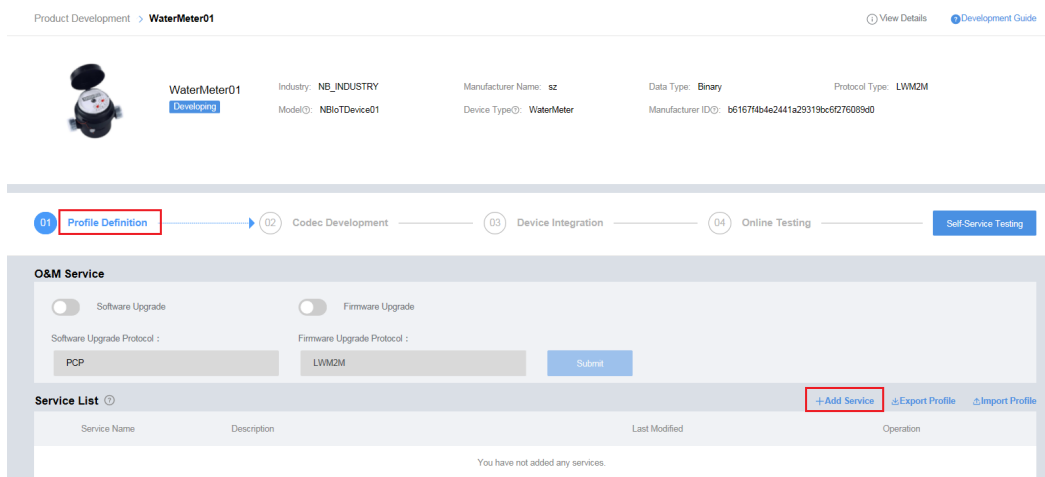 Product Development > WaterMeter01
View Details
Development Guide
WaterMeter01
Developing
Industry: NB_INDUSTRY
Manufacturer Name: sz
Data Type: Binary
Protocol Type: LWM2M
Model: NBIoTDevice01
Device Type: WaterMeter
Manufacturer ID: b6167f4b4e2441a29319bc6f276089d0
01 Profile Definition
02 Codec Development
03 Device Integration
04 Online Testing
Self-Service Testing
O&M Service
Software Upgrade
Firmware Upgrade
Software Upgrade Protocol :
Firmware Upgrade Protocol :
PCP
LWM2M
Submit
Service List
+Add Service
Export Profile
Import Profile
Service Name
Description
Last Modified
Operation
You have not added any services.